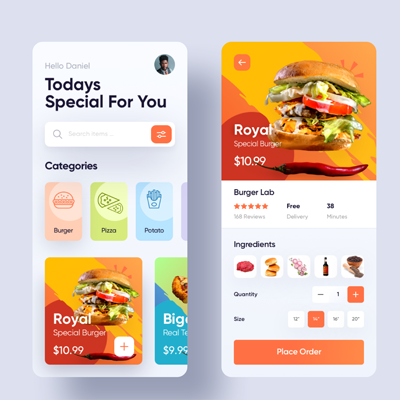 Hello Daniel
Todays
Special For You
Search items ...
Categories
Burger
Pizza
Potato
Royal
Special Burger
$10.99
Real Te
$9.99
Royal
Special Burger
$10.99
Burger Lab
168 Reviews
Free
Delivery
38
Minutes
Ingredients
Quantity
1
Size
12"
14"
16"
20"
Place Order